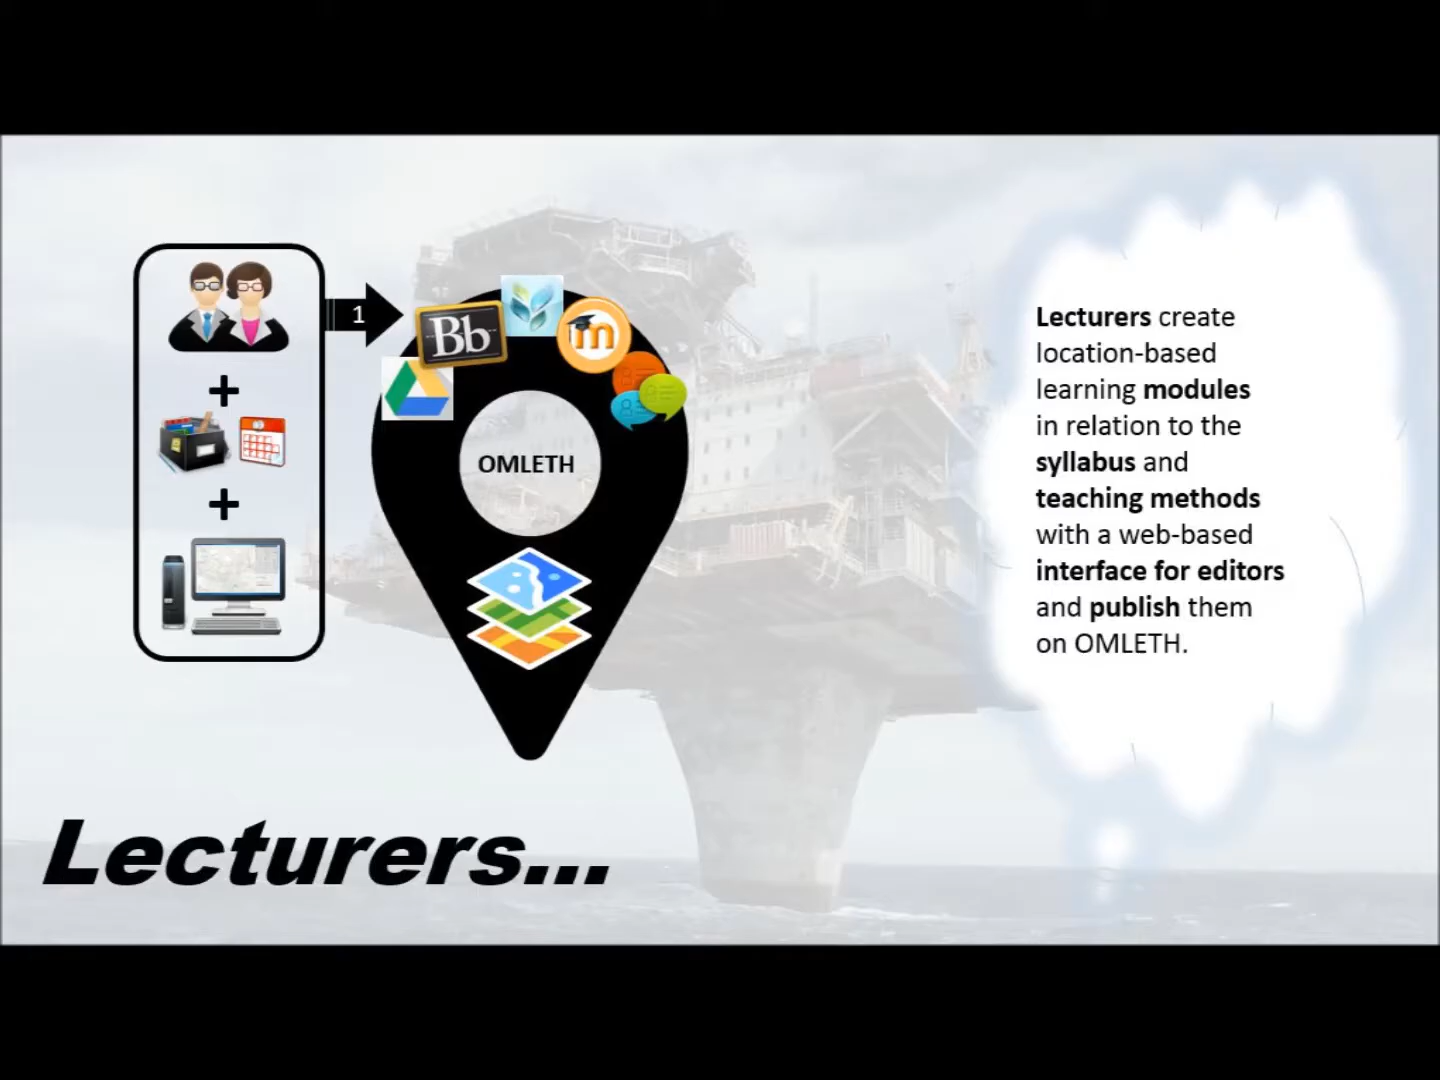 1
Bb
m
OMLETH
Lecturers create
location-based
learning modules
in relation to the
syllabus and
teaching methods
with a web-based
interface for editors
and publish them
on OMLETH.
Lecturers...